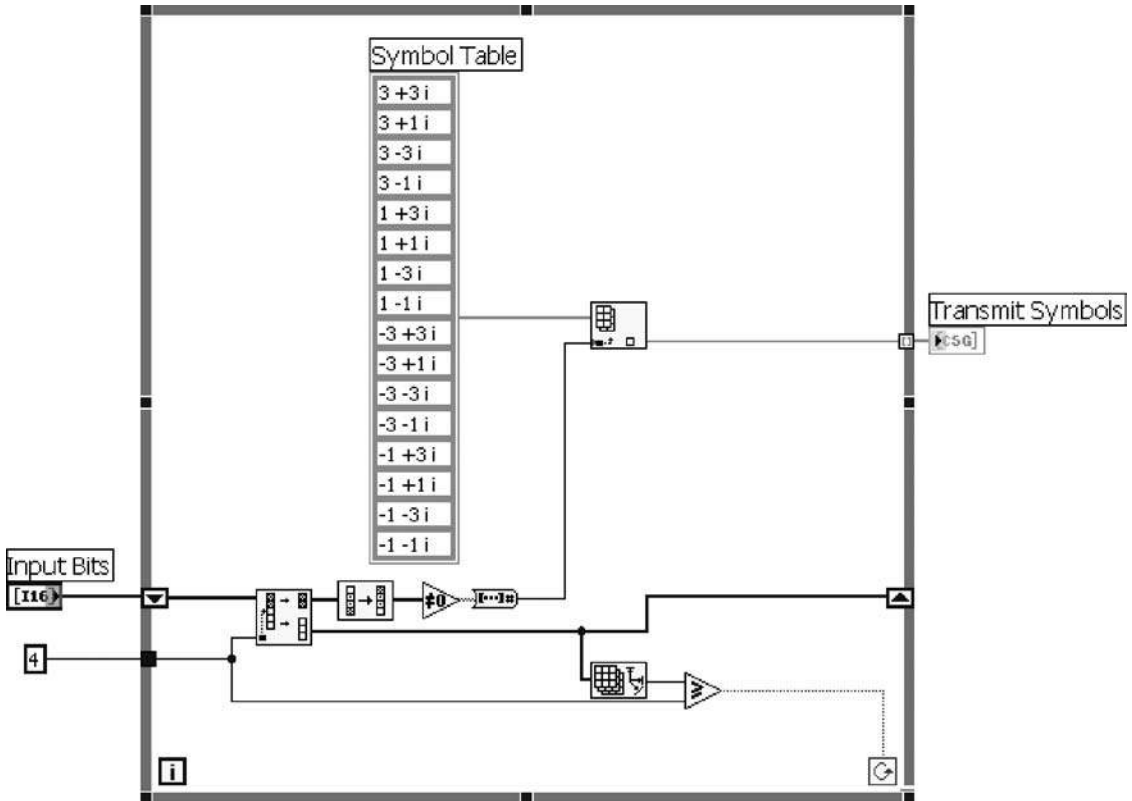 Symbol Table
3 +3 i
3 +1 i
3 -3 i
3 -1 i
1 +3 i
1 +1 i
1 -3 i
1 -1 i
-3 +3 i
-3 +1 i
-3 -3 i
-3 -1 i
-1 +3 i
-1 +1 i
-1 -3 i
-1 -1 i
Transmit Symbols
[CSG]
Input Bits
[I16]
≠0
[···]#
4
≥
i